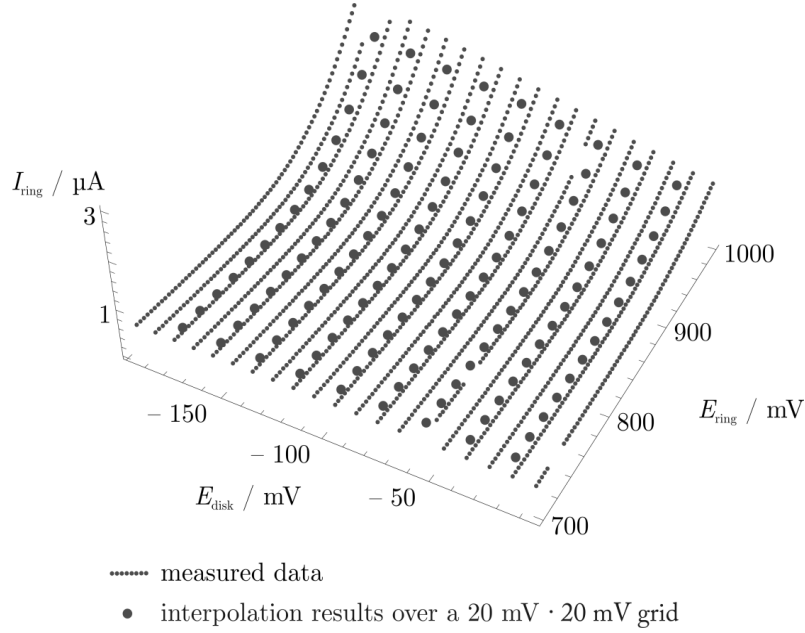 I_ring / µA
3
1
1000
900
800
700
E_ring / mV
– 150
– 100
– 50
E_disk / mV
measured data
interpolation results over a 20 mV · 20 mV grid